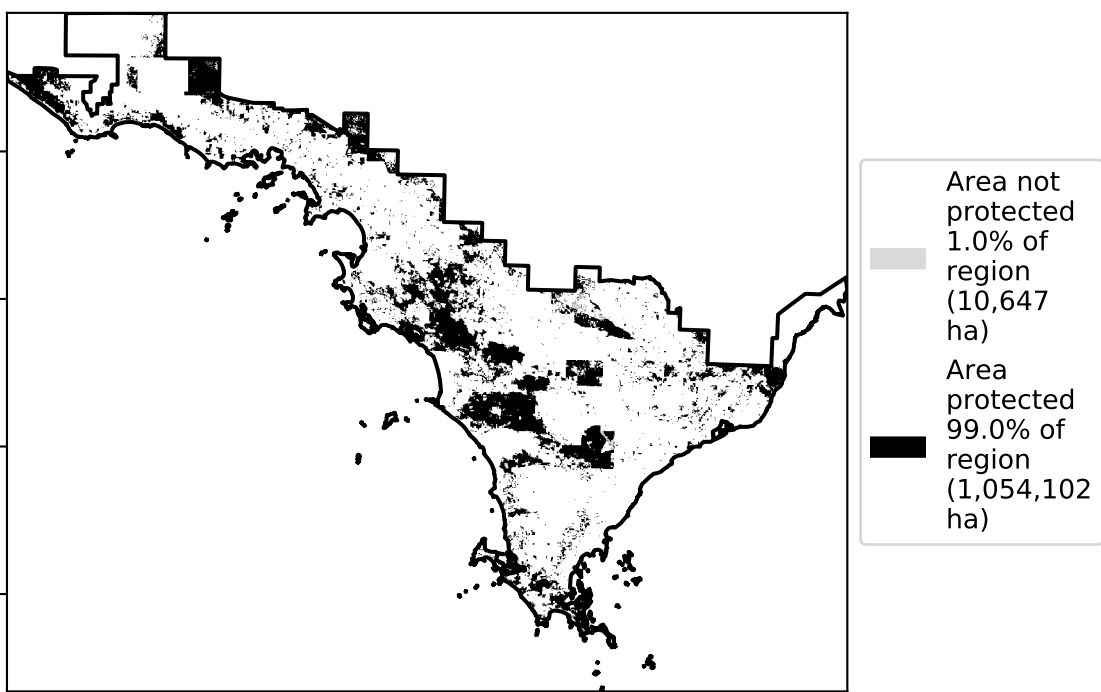 Area not
protected
1.0% of
region
(10,647
ha)
Area
protected
99.0% of
region
(1,054,102
ha)